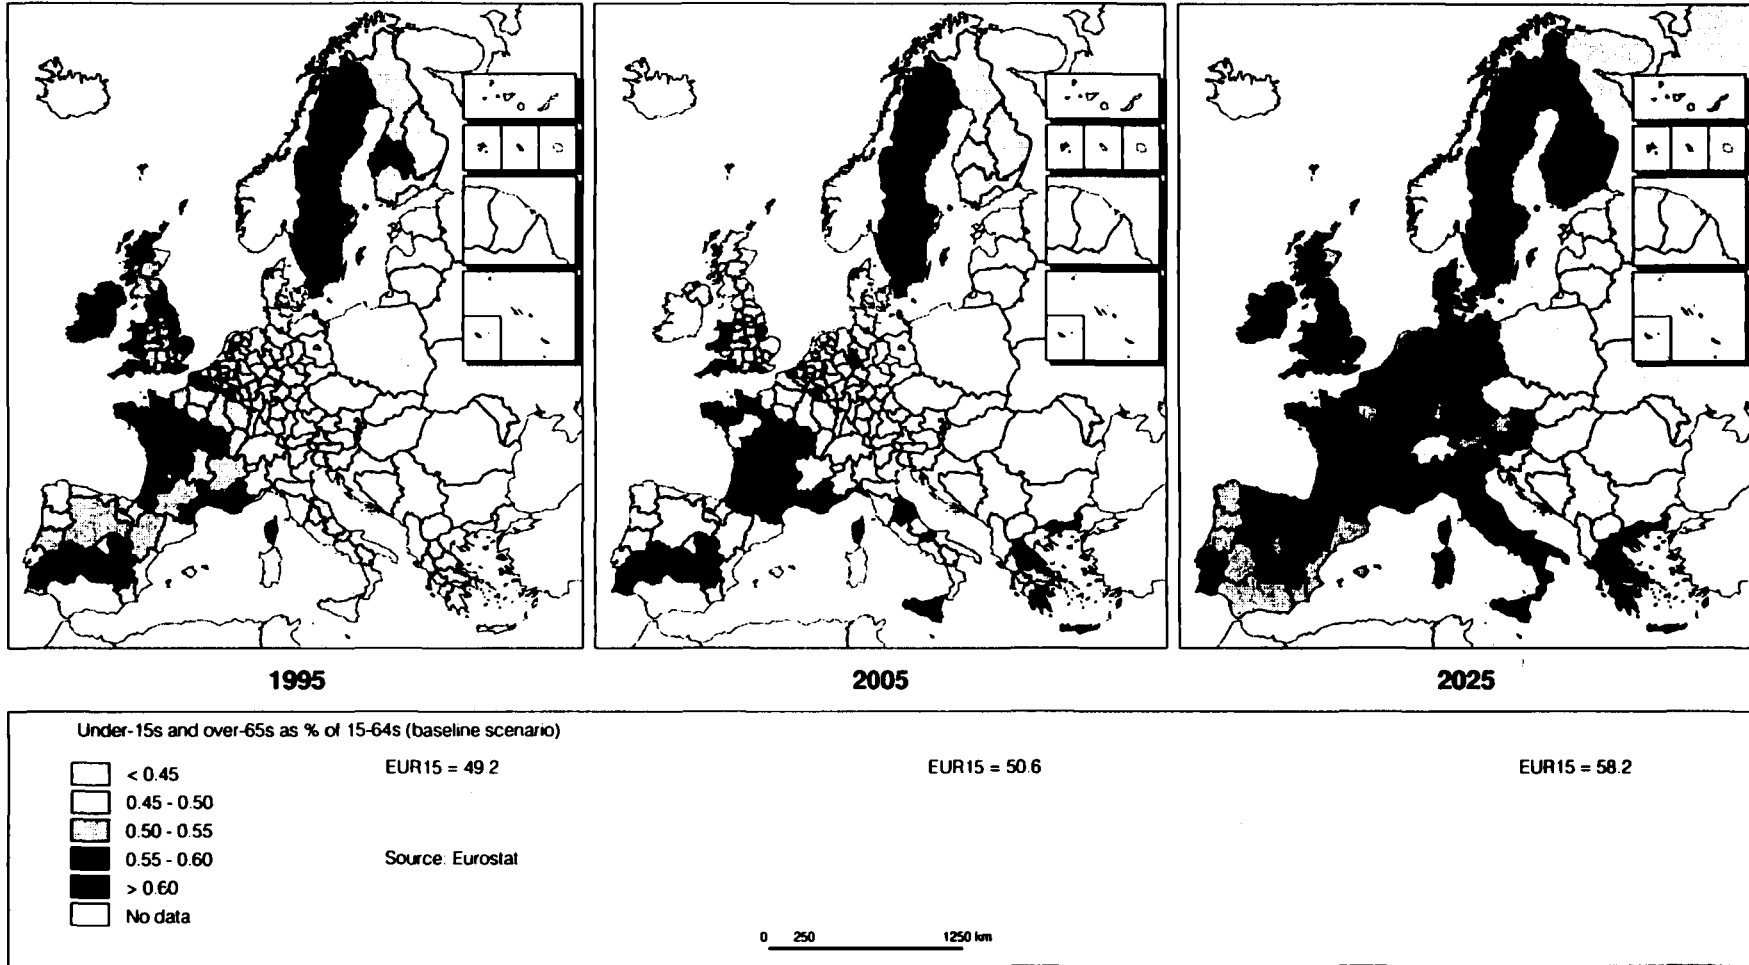 1995
2005
2025
Under-15s and over-65s as % of 15-64s (baseline scenario)
< 0.45
EUR15 = 49.2
EUR15 = 50.6
EUR15 = 58.2
0.45 - 0.50
0.50 - 0.55
0.55 - 0.60
Source: Eurostat
> 0.60
No data
0 250 1250 km